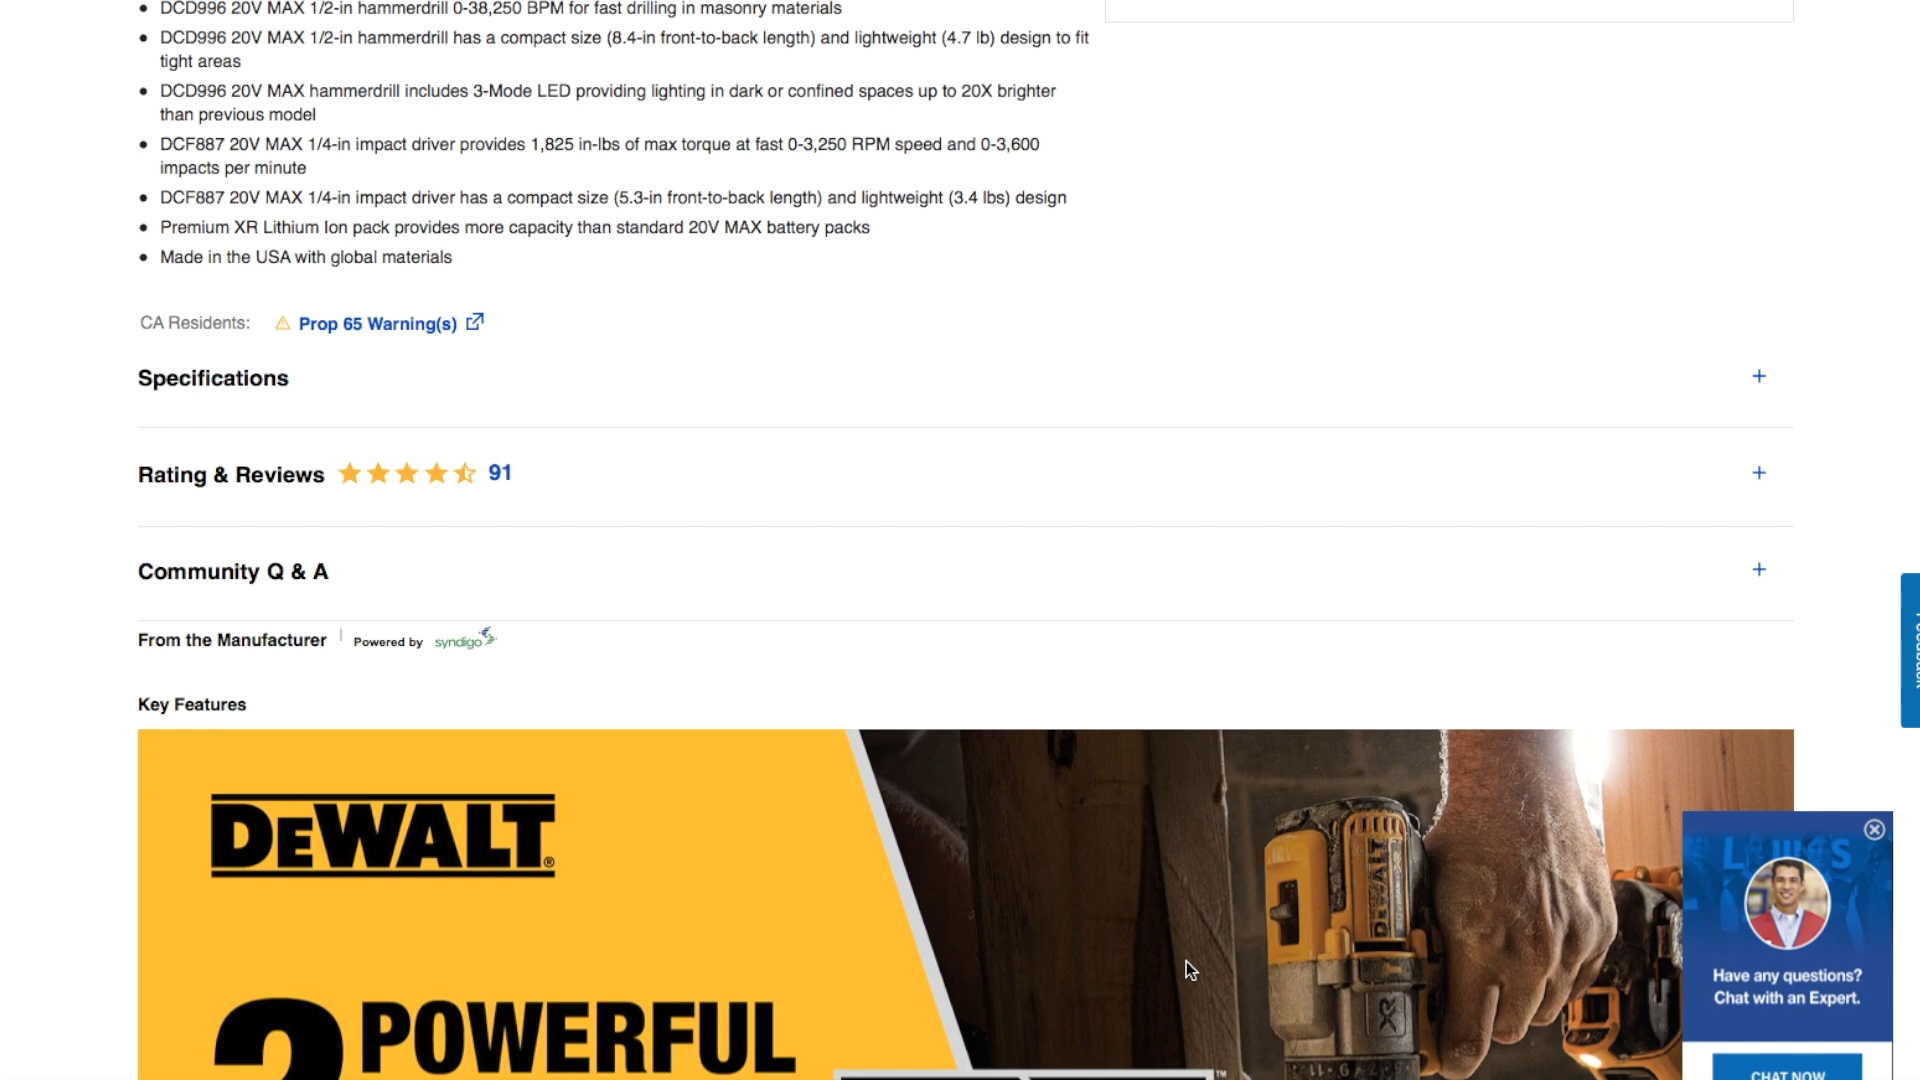 DCD996 20V MAX 1/2-in hammerdrill 0-38,250 BPM for fast drilling in masonry materials
DCD996 20V MAX 1/2-in hammerdrill has a compact size (8.4-in front-to-back length) and lightweight (4.7 lb) design to fit
tight areas
DCD996 20V MAX hammerdrill includes 3-Mode LED providing lighting in dark or confined spaces up to 20X brighter
than previous model
DCF887 20V MAX 1/4-in impact driver provides 1,825 in-lbs of max torque at fast 0-3,250 RPM speed and 0-3,600
impacts per minute
DCF887 20V MAX 1/4-in impact driver has a compact size (5.3-in front-to-back length) and lightweight (3.4 lbs) design
Premium XR Lithium Ion pack provides more capacity than standard 20V MAX battery packs
Made in the USA with global materials
CA Residents: Prop 65 Warning(s)
Specifications
Rating & Reviews 91
Community Q & A
From the Manufacturer Powered by syndigo
Key Features
DEWALT®
DEWALT
XR
Have any questions?
Chat with an Expert.
2 POWERFUL
CHAT NOW
TM